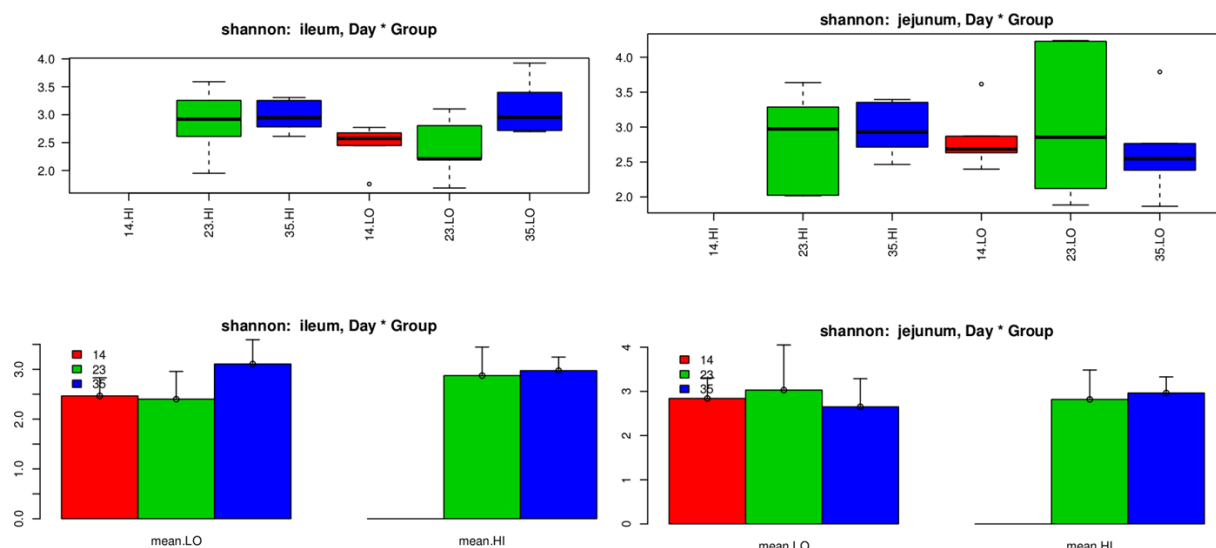 shannon:  ileum, Day * Group
4.0
3.5
3.0
2.5
2.0
14.HI
23.HI
35.HI
14.LO
23.LO
35.LO
shannon:  jejunum, Day * Group
4.0
3.5
3.0
2.5
2.0
14.HI
23.HI
35.HI
14.LO
23.LO
35.LO
shannon:  ileum, Day * Group
3.0
2.0
1.0
0.0
14
23
35
mean.LO
mean.HI
shannon:  jejunum, Day * Group
4
3
2
1
0
14
23
35
mean.LO
mean.HI